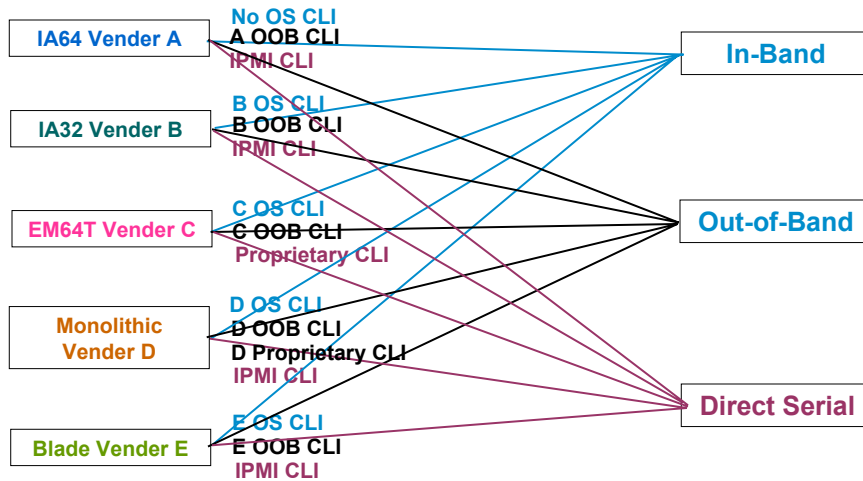 No OS CLI
IA64 Vender A
A OOB CLI
IPMI CLI
In-Band
B OS CLI
IA32 Vender B
B OOB CLI
IPMI CLI
C OS CLI
EM64T Vender C
C OOB CLI
Proprietary CLI
Out-of-Band
D OS CLI
Monolithic
Vender D
D OOB CLI
D Proprietary CLI
IPMI CLI
Direct Serial
E OS CLI
Blade Vender E
E OOB CLI
IPMI CLI